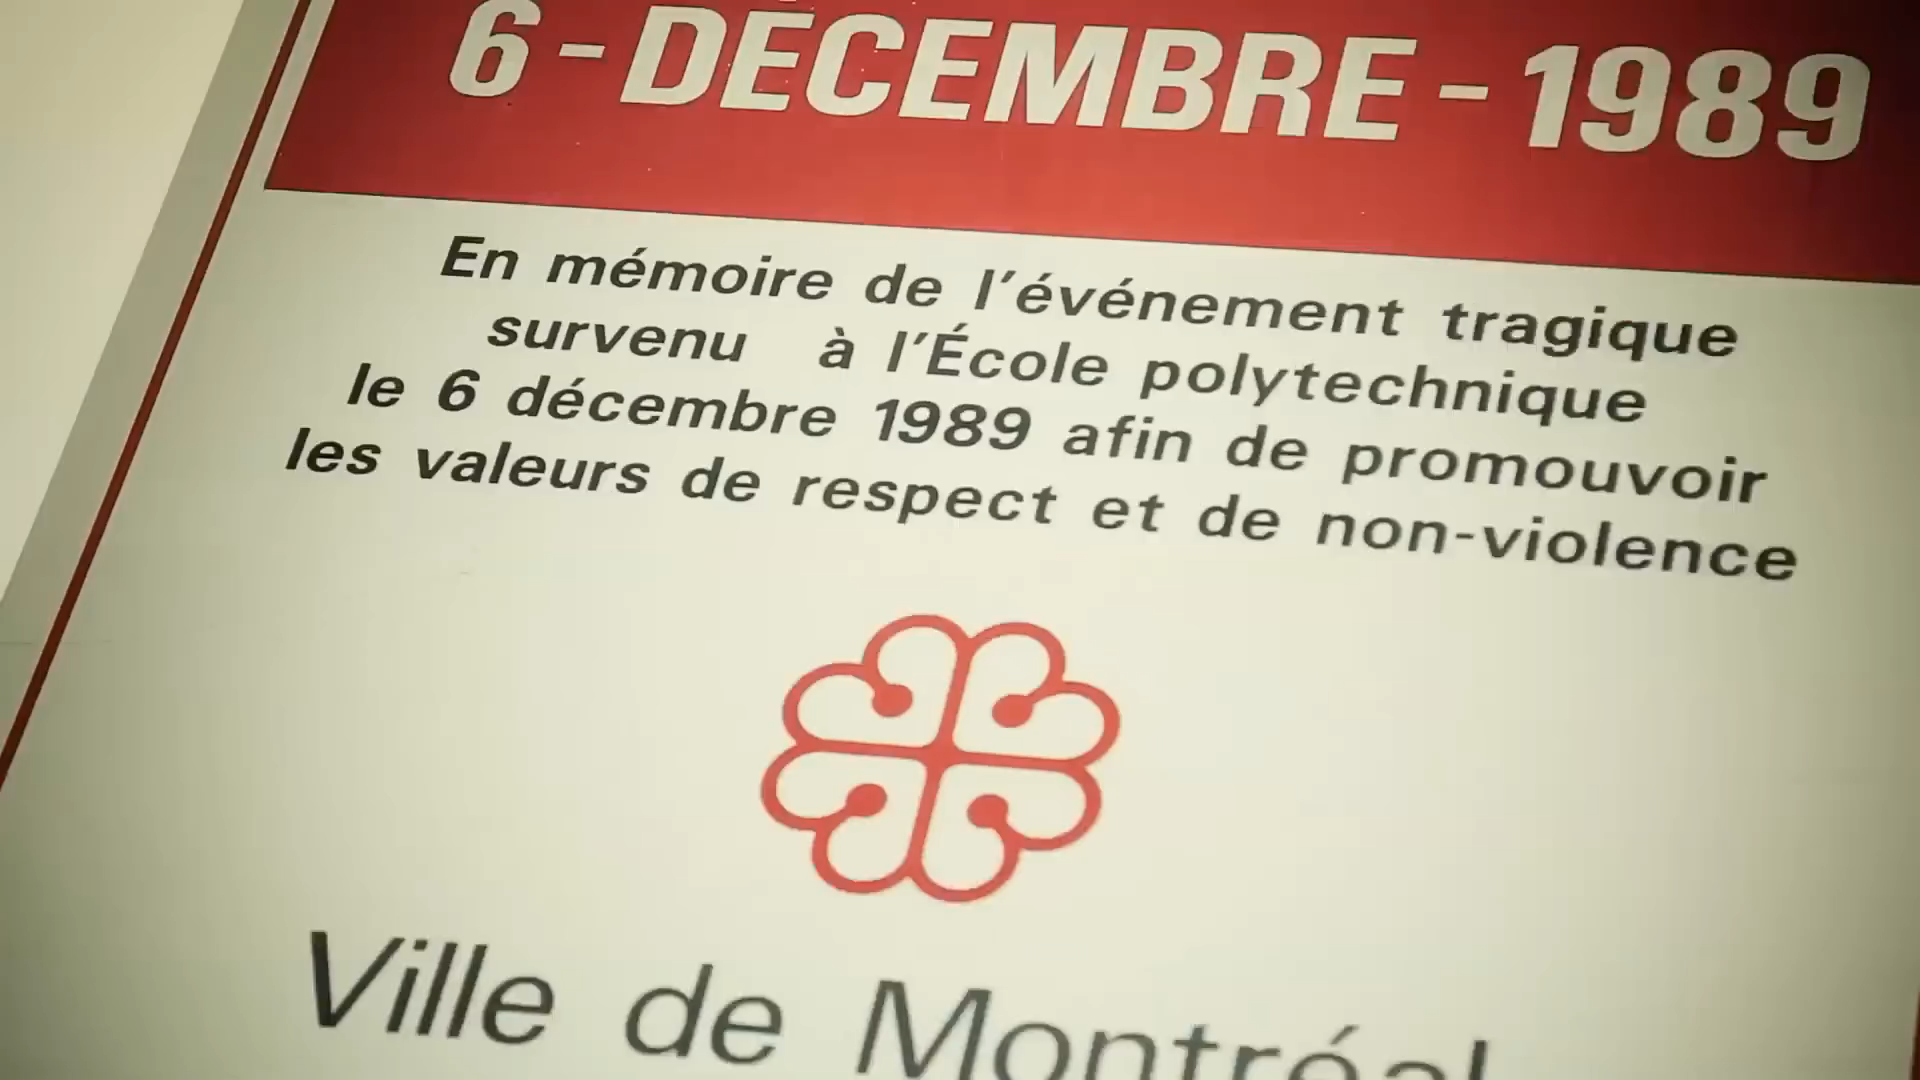 6 - DÉCEMBRE - 1989
En mémoire de l'événement tragique
survenu à l'École polytechnique
le 6 décembre 1989 afin de promouvoir
les valeurs de respect et de non-violence
Ville de Montréal